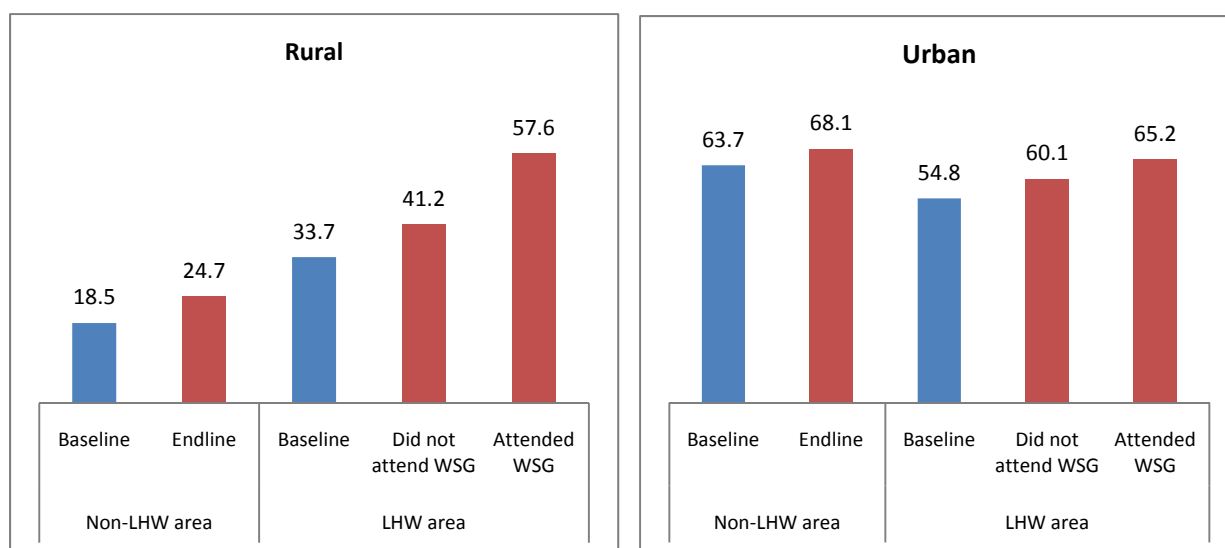 Rural
18.5
24.7
33.7
41.2
57.6
Baseline
Endline
Baseline
Did not
attend WSG
Attended
WSG
Non-LHW area
LHW area
Urban
63.7
68.1
54.8
60.1
65.2
Baseline
Endline
Baseline
Did not
attend WSG
Attended
WSG
Non-LHW area
LHW area